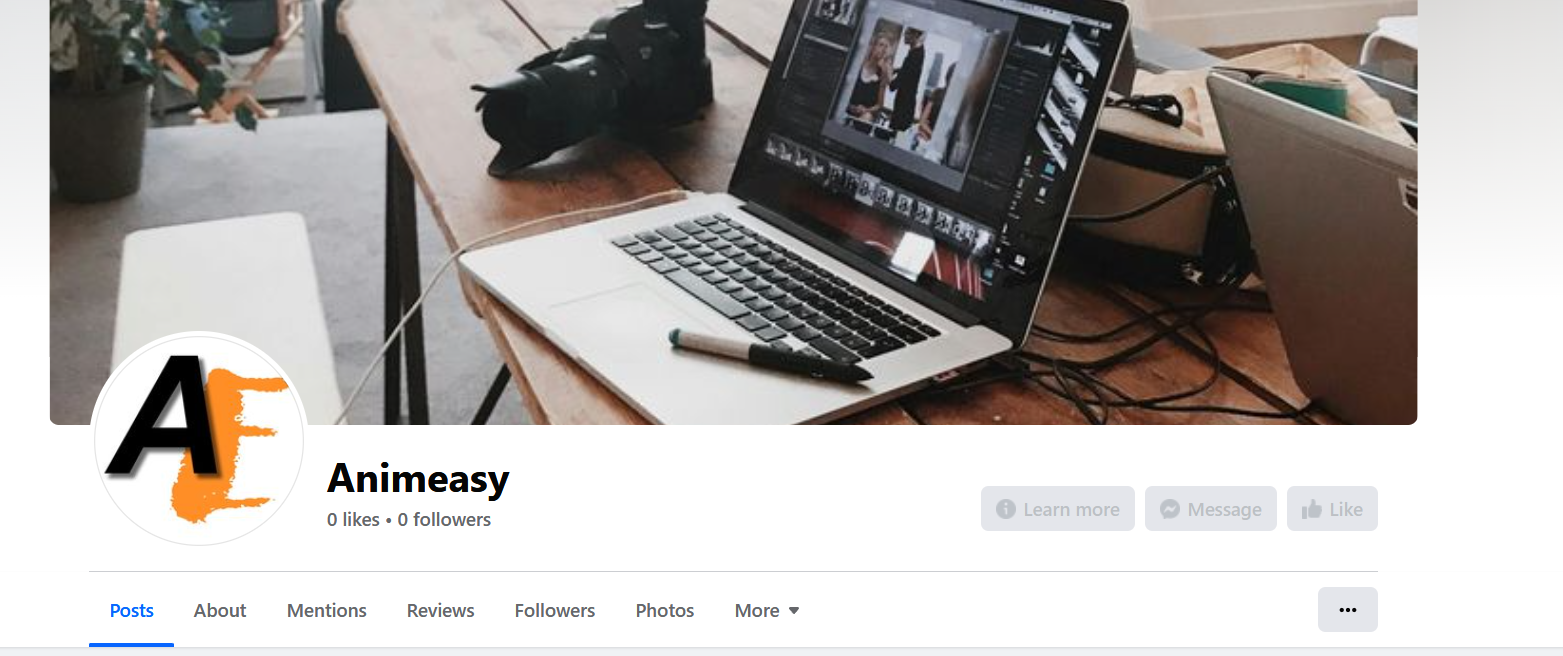 AE
Animeasy
0 likes • 0 followers
Learn more
Message
Like
Posts
About
Mentions
Reviews
Followers
Photos
More